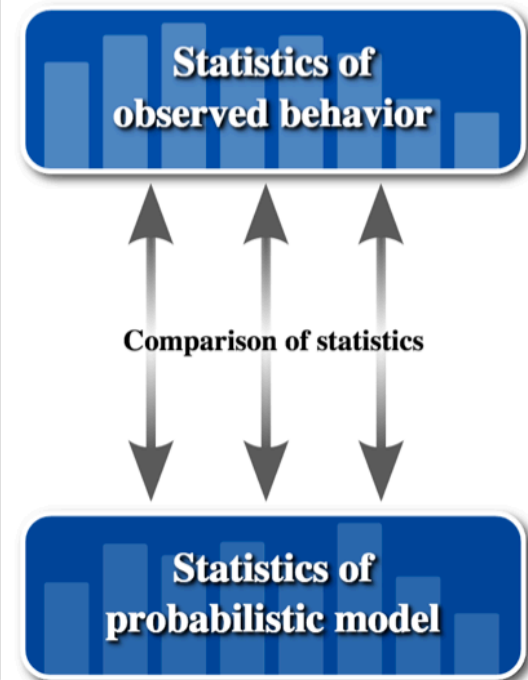 Statistics of
observed behavior
Comparison of statistics
Statistics of
probabilistic model